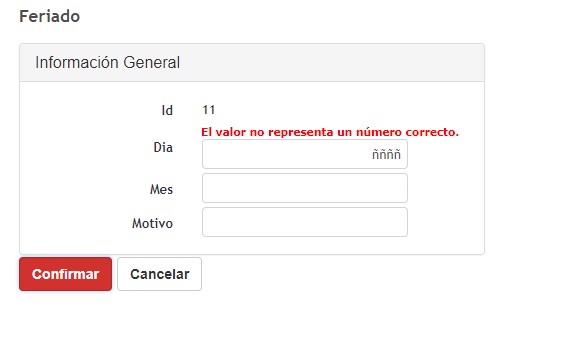 Feriado
Información General
Id 11
El valor no representa un número correcto.
Dia ññññ
Mes
Motivo
Confirmar Cancelar